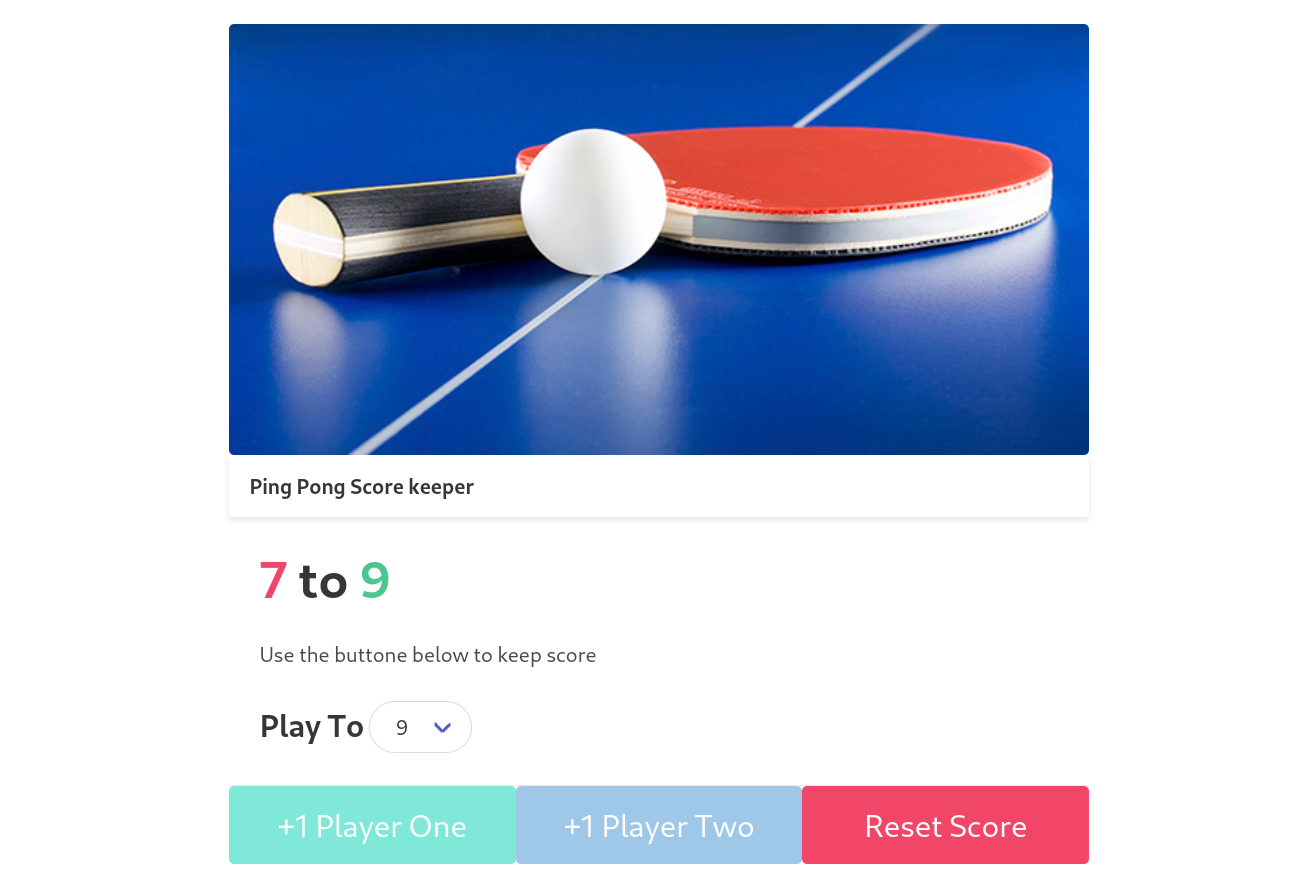 Ping Pong Score keeper
7 to 9
Use the buttone below to keep score
Play To 9
+1 Player One +1 Player Two Reset Score